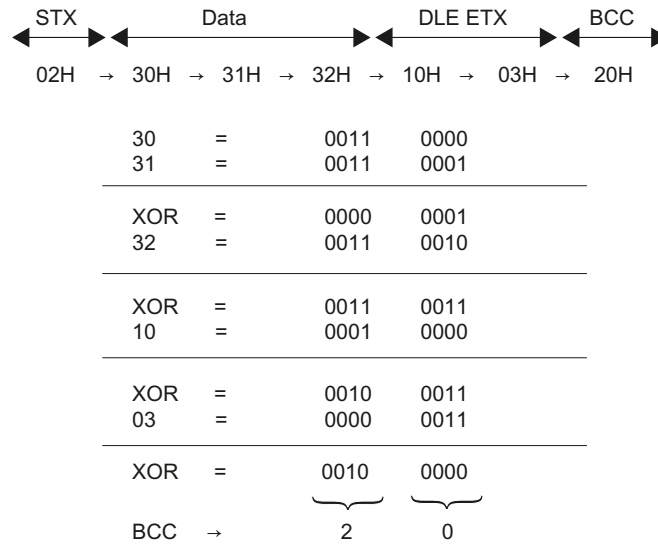 STX Data DLE ETX BCC
02H → 30H → 31H → 32H → 10H → 03H → 20H
30 = 0011 0000
31 = 0011 0001
XOR = 0000 0001
32 = 0011 0010
XOR = 0011 0011
10 = 0001 0000
XOR = 0010 0011
03 = 0000 0011
XOR = 0010 0000
BCC → 2 0